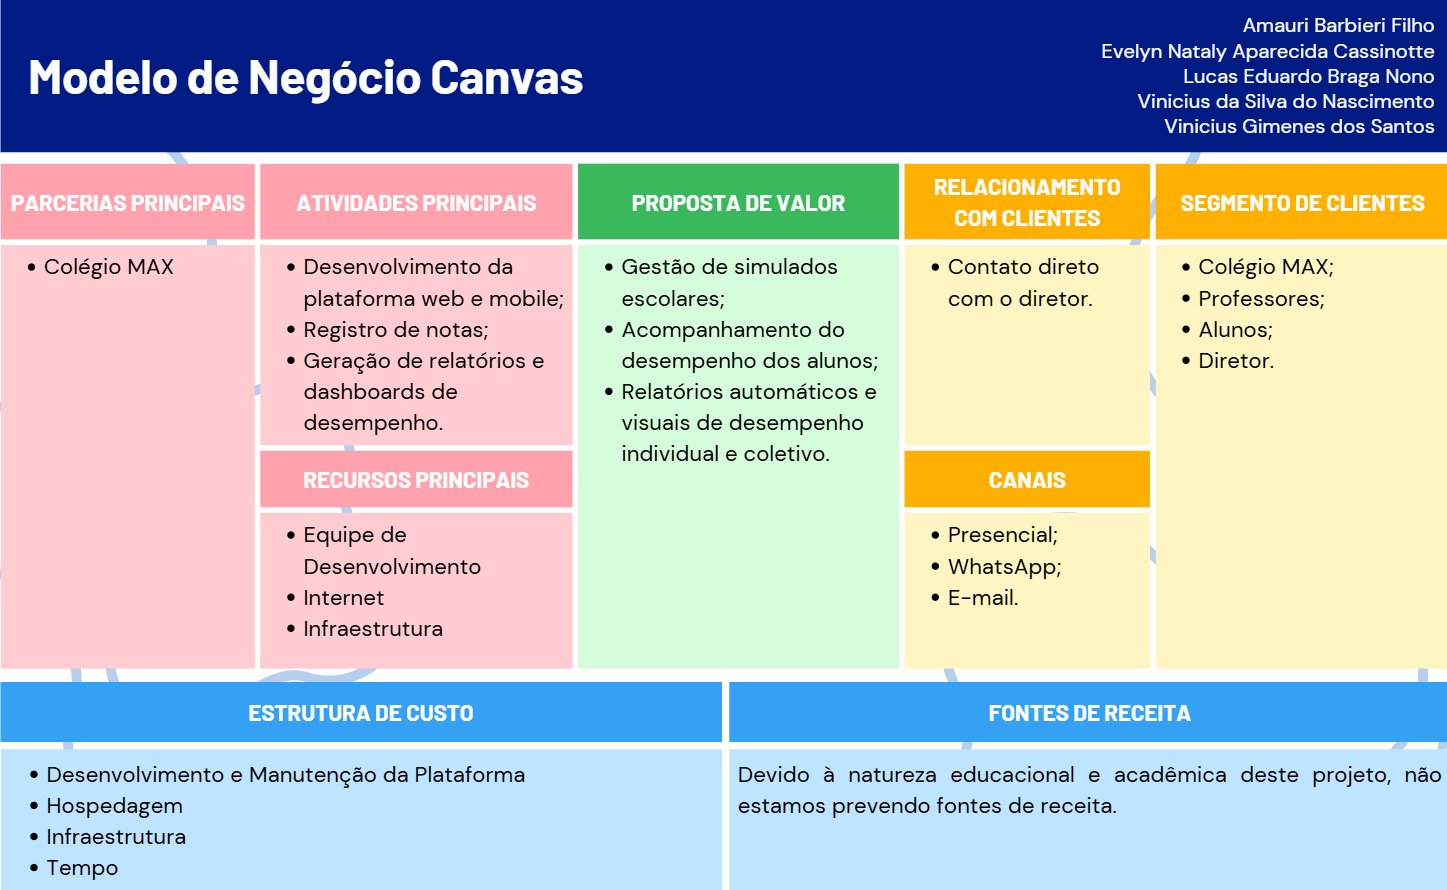 Modelo de Negócio Canvas
Amauri Barbieri Filho
Evelyn Nataly Aparecida Cassinotte
Lucas Eduardo Braga Nono
Vinicius da Silva do Nascimento
Vinicius Gimenes dos Santos
PARCERIAS PRINCIPAIS
• Colégio MAX
ATIVIDADES PRINCIPAIS
• Desenvolvimento da
plataforma web e mobile;
• Registro de notas;
• Geração de relatórios e
dashboards de
desempenho.
RECURSOS PRINCIPAIS
• Equipe de
Desenvolvimento
• Internet
• Infraestrutura
PROPOSTA DE VALOR
• Gestão de simulados
escolares;
• Acompanhamento do
desempenho dos alunos;
• Relatórios automáticos e
visuais de desempenho
individual e coletivo.
RELACIONAMENTO
COM CLIENTES
• Contato direto
com o diretor.
CANAIS
• Presencial;
• WhatsApp;
• E-mail.
SEGMENTO DE CLIENTES
• Colégio MAX;
• Professores;
• Alunos;
• Diretor.
ESTRUTURA DE CUSTO
• Desenvolvimento e Manutenção da Plataforma
• Hospedagem
• Infraestrutura
• Tempo
FONTES DE RECEITA
Devido à natureza educacional e acadêmica deste projeto, não
estamos prevendo fontes de receita.